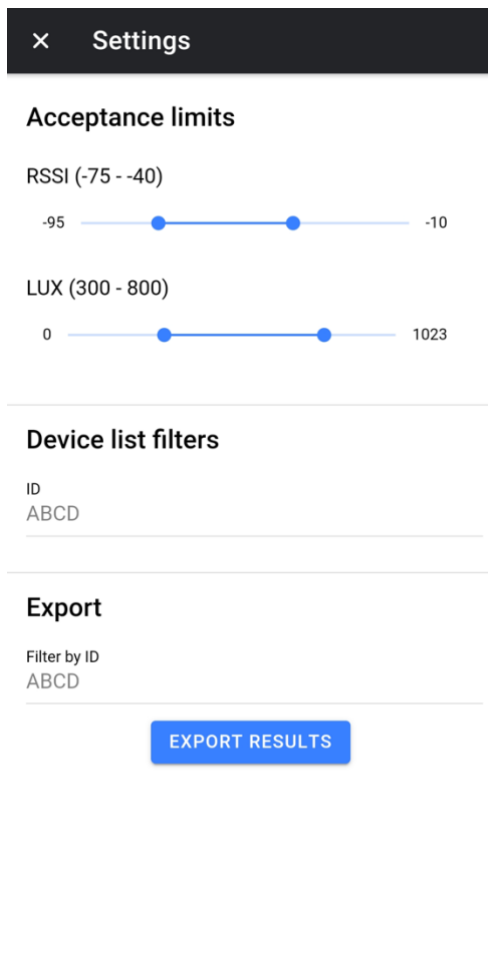 × Settings
Acceptance limits
RSSI (-75 - -40)
-95 -10
LUX (300 - 800)
0 1023
Device list filters
ID
ABCD
Export
Filter by ID
ABCD
EXPORT RESULTS